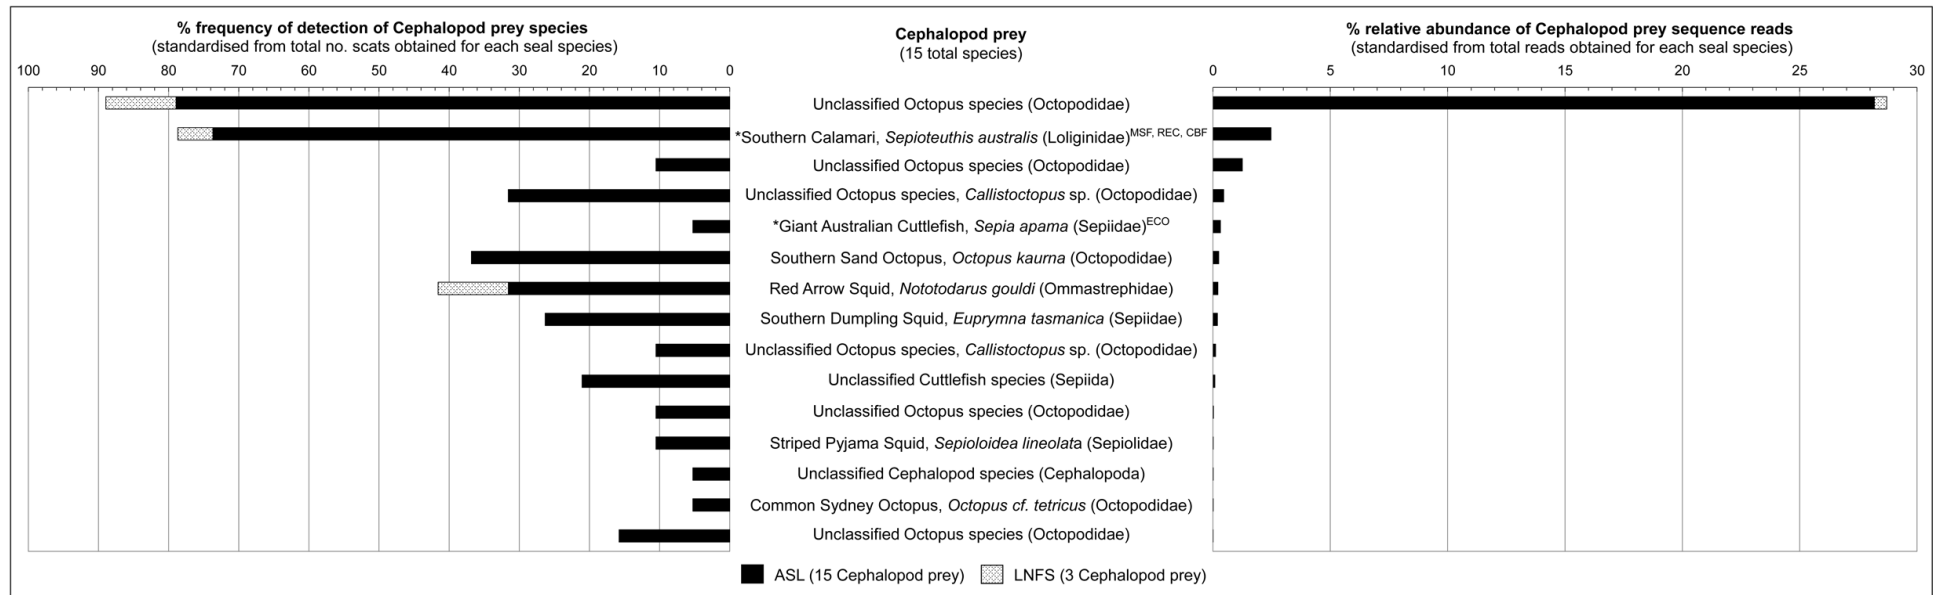 % frequency of detection of Cephalopod prey species
(standardised from total no. scats obtained for each seal species)
Cephalopod prey
(15 total species)
% relative abundance of Cephalopod prey sequence reads
(standardised from total reads obtained for each seal species)
100 90 80 70 60 50 40 30 20 10 0
0 5 10 15 20 25 30
Unclassified Octopus species (Octopodidae)
*Southern Calamari, Sepioteuthis australis (Loliginidae)MSF, REC, CBF
Unclassified Octopus species (Octopodidae)
Unclassified Octopus species, Callistoctopus sp. (Octopodidae)
*Giant Australian Cuttlefish, Sepia apama (Sepiidae)ECO
Southern Sand Octopus, Octopus kaurna (Octopodidae)
Red Arrow Squid, Nototodarus gouldi (Ommastrephidae)
Southern Dumpling Squid, Euprymna tasmanica (Sepiidae)
Unclassified Octopus species, Callistoctopus sp. (Octopodidae)
Unclassified Cuttlefish species (Sepiida)
Unclassified Octopus species (Octopodidae)
Striped Pyjama Squid, Sepioloidea lineolata (Sepiolidae)
Unclassified Cephalopod species (Cephalopoda)
Common Sydney Octopus, Octopus cf. tetricus (Octopodidae)
Unclassified Octopus species (Octopodidae)
ASL (15 Cephalopod prey) LNFS (3 Cephalopod prey)